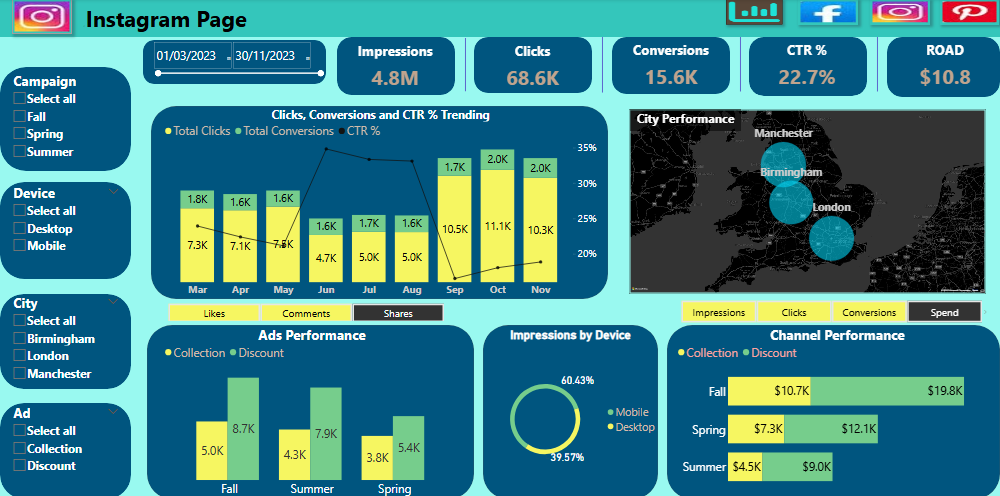 Instagram Page
01/03/2023 30/11/2023
Impressions
4.8M
Clicks
68.6K
Conversions
15.6K
CTR %
22.7%
ROAD
$10.8
Campaign
Select all
Fall
Spring
Summer
Device
Select all
Desktop
Mobile
City
Select all
Birmingham
London
Manchester
Ad
Select all
Collection
Discount
Clicks, Conversions and CTR % Trending
Total Clicks Total Conversions CTR %
35%
30%
25%
20%
1.8K 1.6K 1.6K 1.6K 1.7K 1.6K 1.7K 2.0K 2.0K
7.3K 7.1K 7.3K 4.7K 5.0K 5.0K 10.5K 11.1K 10.3K
Mar Apr May Jun Jul Aug Sep Oct Nov
City Performance
Manchester
Birmingham
London
Likes Comments Shares
Impressions Clicks Conversions Spend
Ads Performance
Collection Discount
5.0K 8.7K 4.3K 7.9K 3.8K 5.4K
Fall Summer Spring
Impressions by Device
60.43%
39.57%
Mobile
Desktop
Channel Performance
Collection Discount
Fall $10.7K $19.8K
Spring $7.3K $12.1K
Summer $4.5K $9.0K